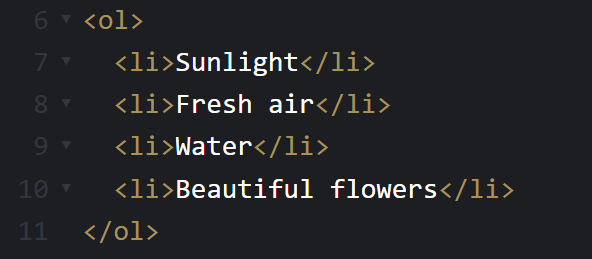 6 <ol>
7 <li>Sunlight</li>
8 <li>Fresh air</li>
9 <li>Water</li>
10 <li>Beautiful flowers</li>
11 </ol>